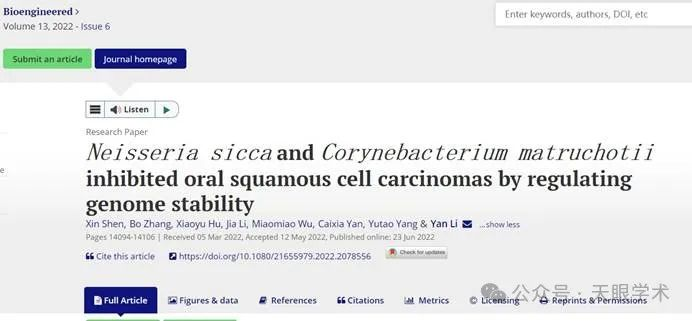 Bioengineered >
Volume 13, 2022 - Issue 6
Enter keywords, authors, DOI, etc
Submit an article
Journal homepage
Listen
Research Paper
Neisseria sicca and Corynebacterium matruchotii
inhibited oral squamous cell carcinomas by regulating
genome stability
Xin Shen, Bo Zhang, Xiaoyu Hu, Jia Li, Miaomiao Wu, Caixia Yan, Yutao Yang & Yan Li ...show less
Pages 14094-14106 | Received 05 Mar 2022, Accepted 12 May 2022, Published online: 23 Jun 2022
Cite this article https://doi.org/10.1080/21655979.2022.2078556 Check for updates
公众号 · 天眼学术
Full Article Figures & data References Citations Metrics Licensing Reprints & Permissions